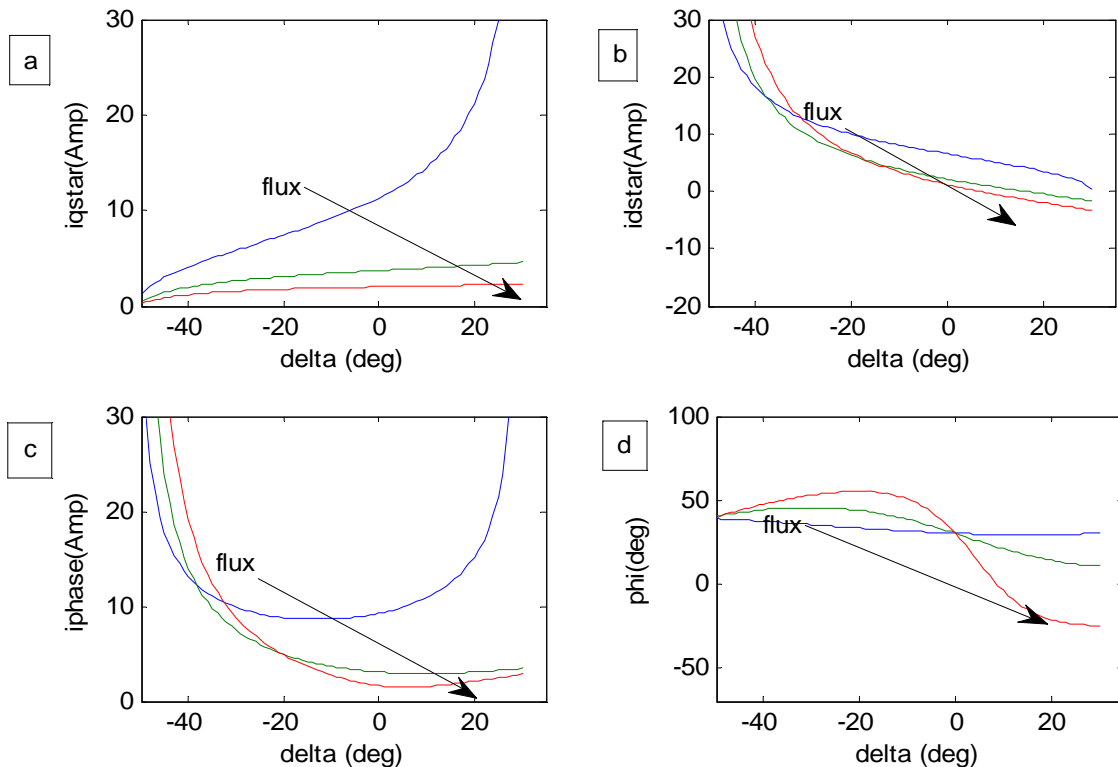 a
30
20
10
0
iqstar(Amp)
flux
-40 -20 0 20
delta (deg)
b
30
20
10
0
-10
-20
idstar(Amp)
flux
-40 -20 0 20
delta (deg)
c
30
20
10
0
iphase(Amp)
flux
-40 -20 0 20
delta (deg)
d
100
50
0
-50
phi(deg)
flux
-40 -20 0 20
delta (deg)